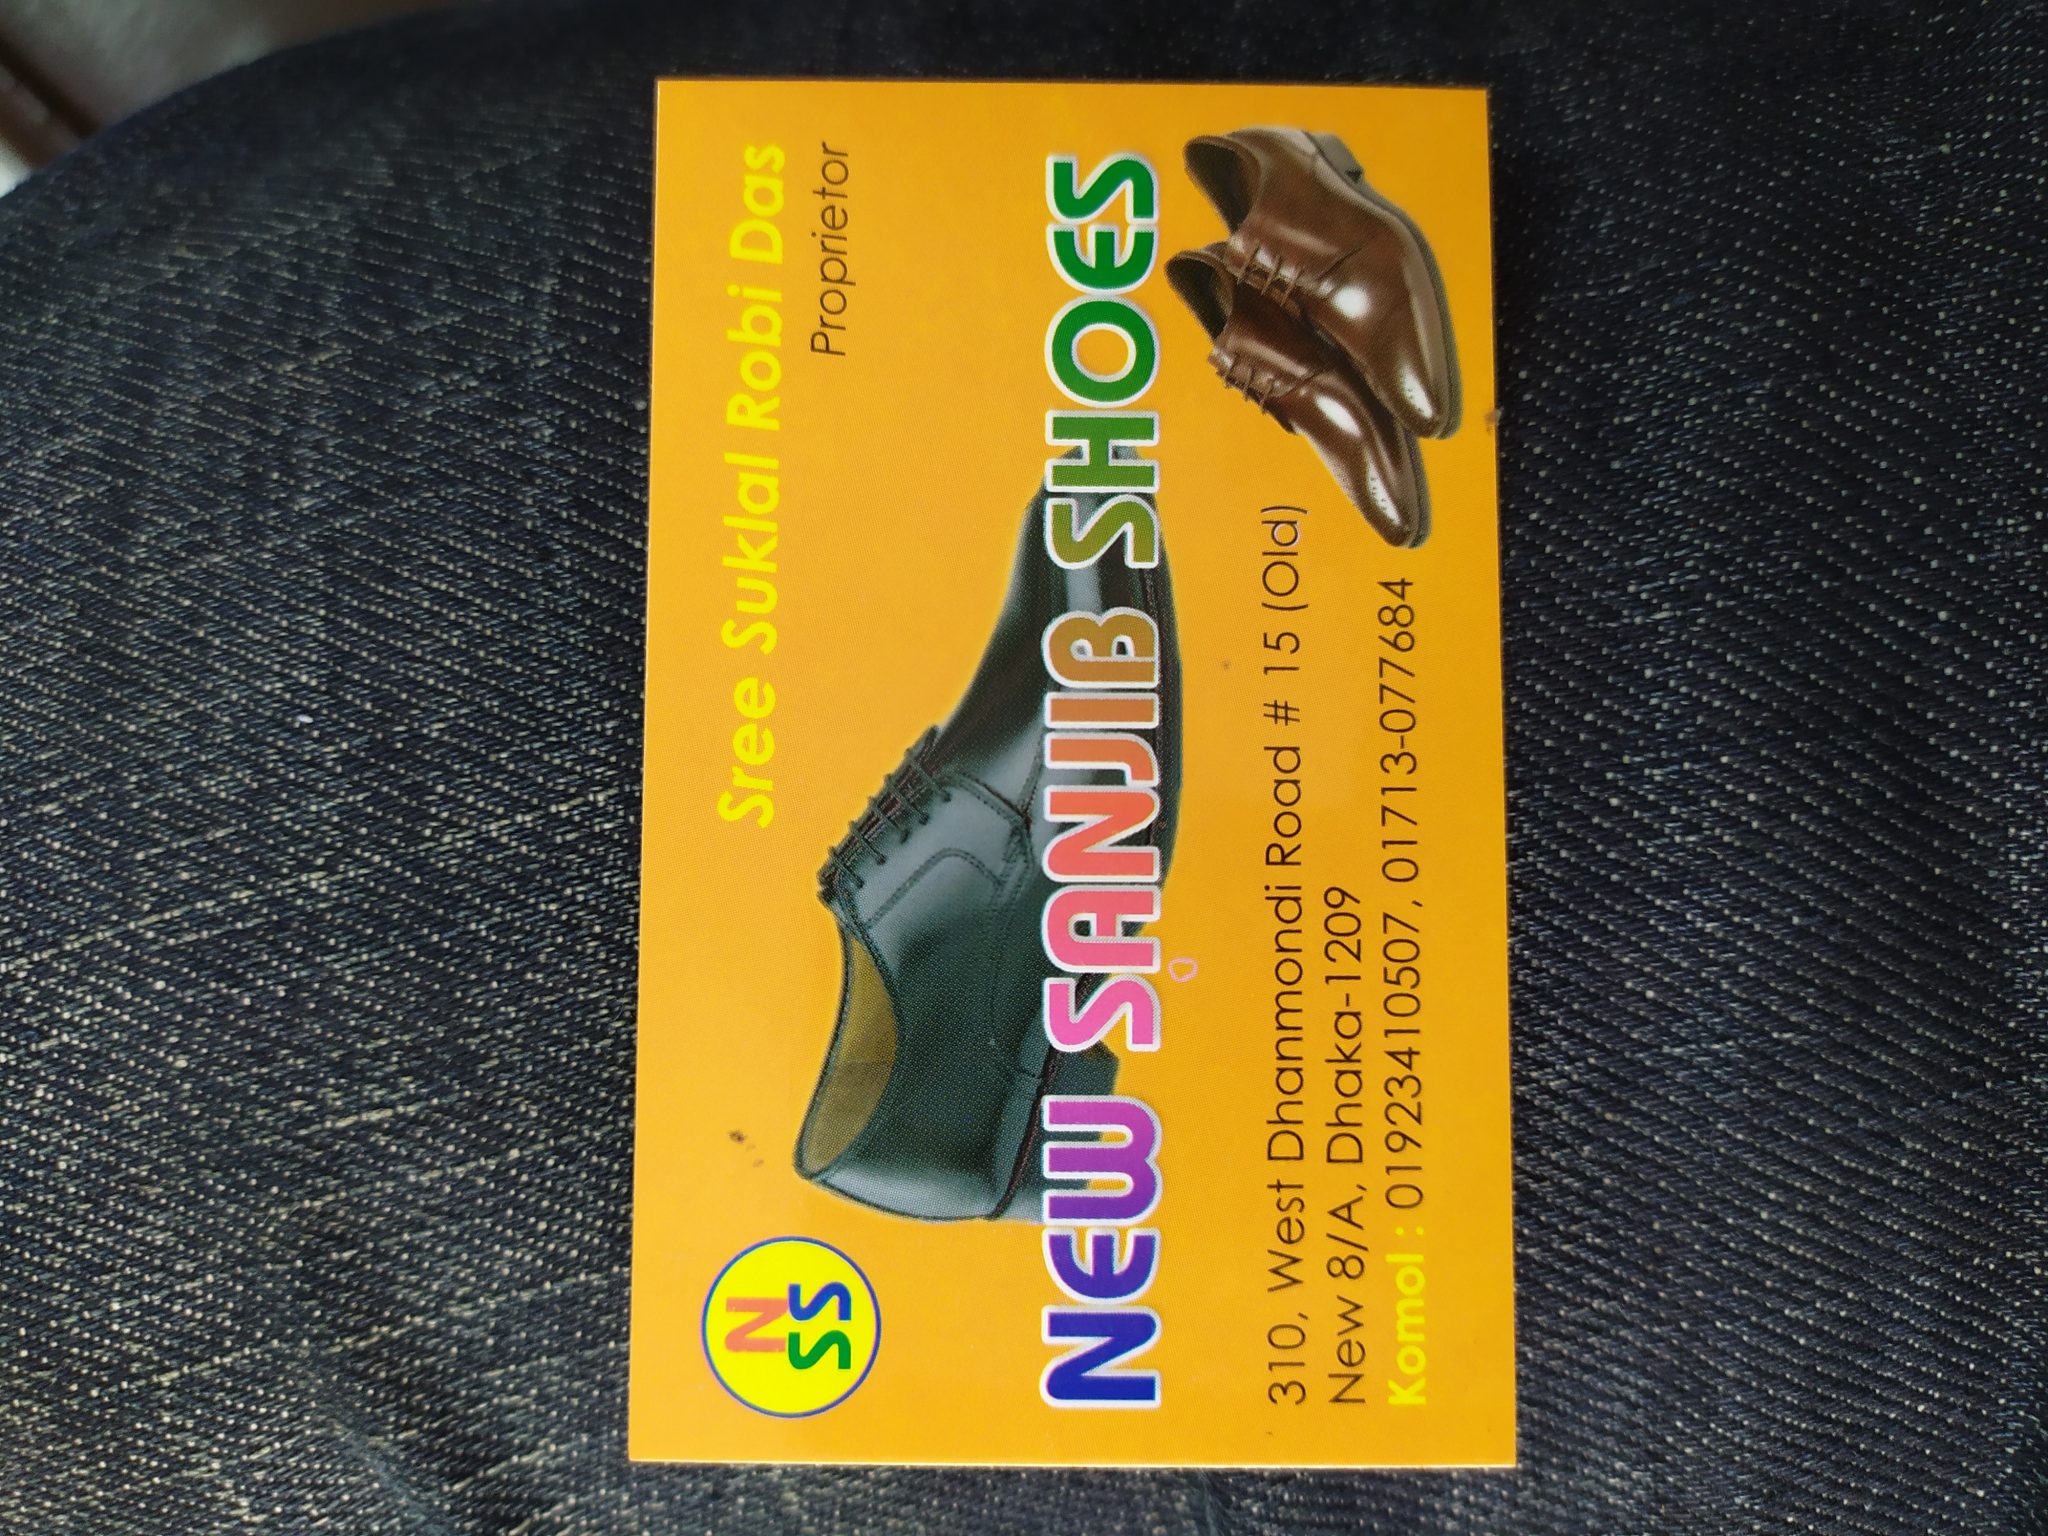 N
SS
Sree Suklal Robi Das
Proprietor
NEW SANJIB SHOES
310, West Dhanmondi Road # 15 (Old)
New 8/A, Dhaka-1209
Komol : 01923410507, 01713-077684